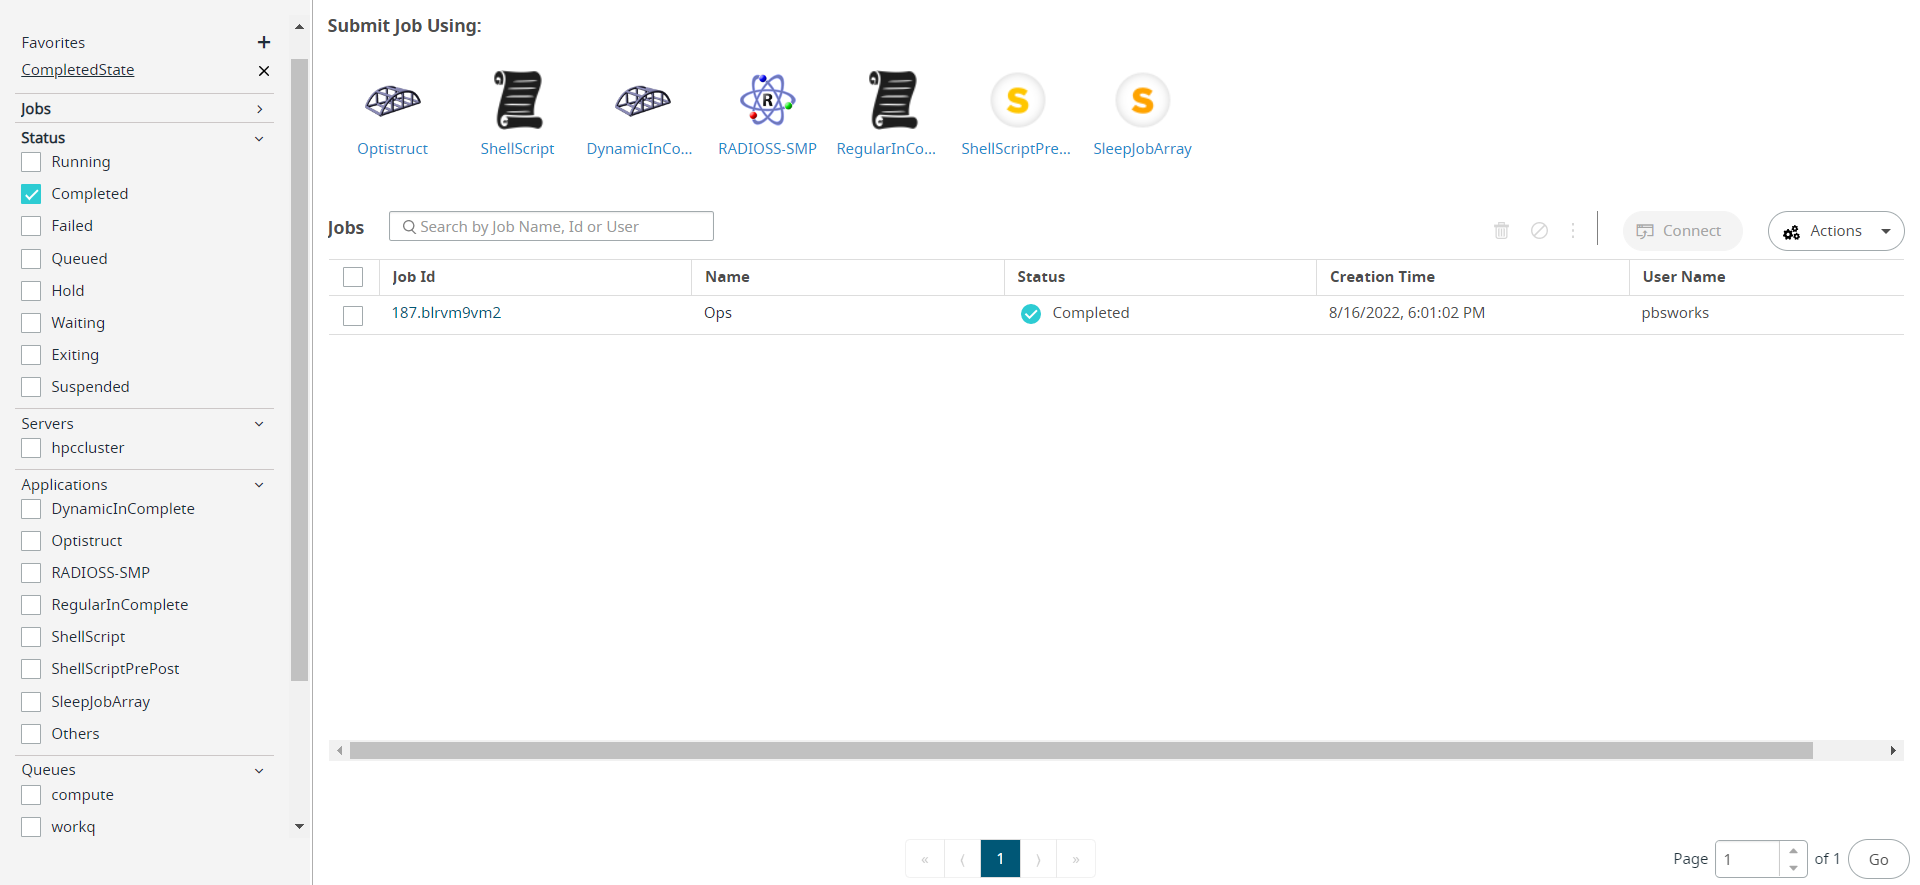 Favorites
CompletedState
Jobs
Status
Running
Completed
Failed
Queued
Hold
Waiting
Exiting
Suspended
Servers
hpccluster
Applications
DynamicInComplete
Optistruct
RADIOSS-SMP
RegularInComplete
ShellScript
ShellScriptPrePost
SleepJobArray
Others
Queues
compute
workq
Submit Job Using:
R S S
Optistruct ShellScript DynamicInCo... RADIOSS-SMP RegularInCo... ShellScriptPre... SleepJobArray
Jobs Search by Job Name, Id or User Connect Actions
Job Id Name Status Creation Time User Name
187.blrvm9vm2 Ops Completed 8/16/2022, 6:01:02 PM pbsworks
« ⟨ 1 ⟩ » Page 1 of 1 Go